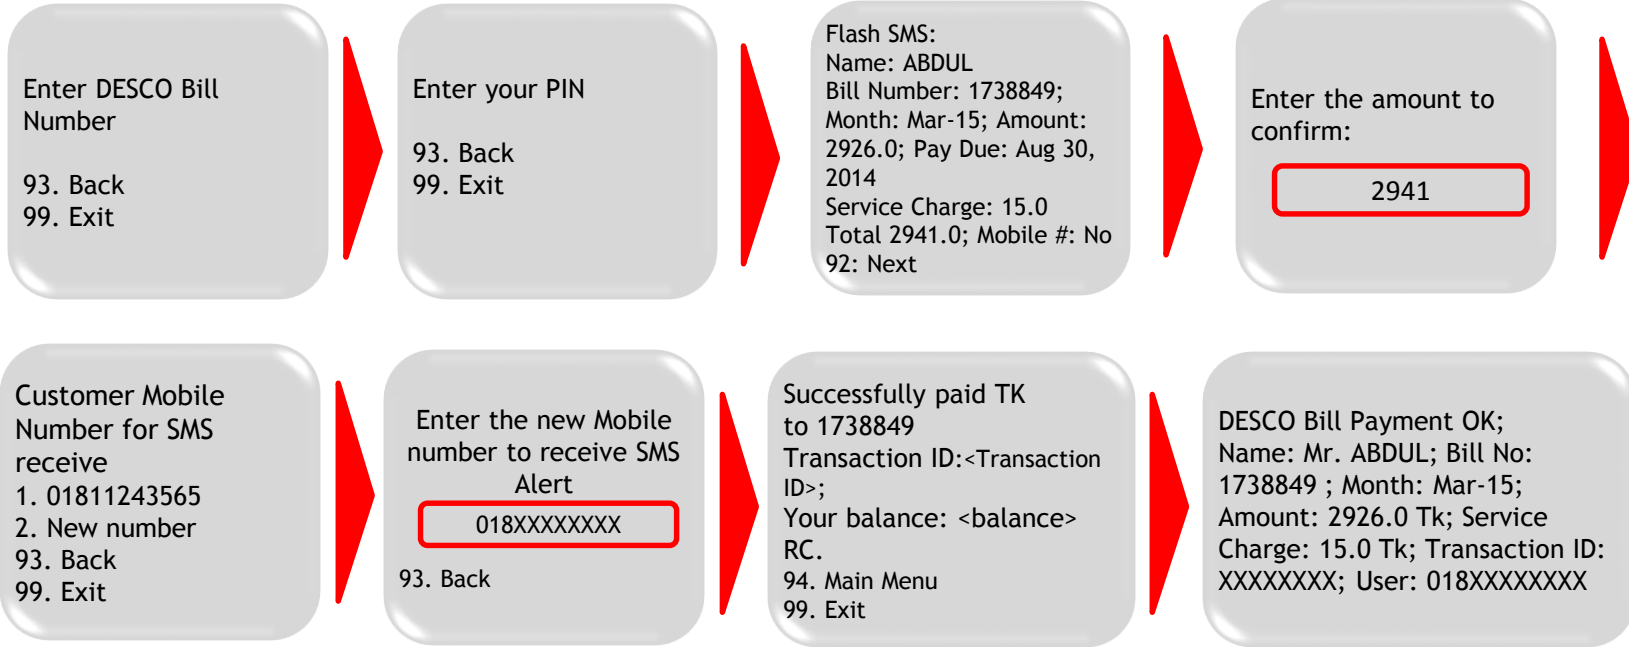 Enter DESCO Bill
Number
93. Back
99. Exit
Enter your PIN
93. Back
99. Exit
Flash SMS:
Name: ABDUL
Bill Number: 1738849;
Month: Mar-15; Amount:
2926.0; Pay Due: Aug 30,
2014
Service Charge: 15.0
Total 2941.0; Mobile #: No
92: Next
Enter the amount to
confirm:
2941
Customer Mobile
Number for SMS
receive
1. 01811243565
2. New number
93. Back
99. Exit
Enter the new Mobile
number to receive SMS
Alert
018XXXXXXXX
93. Back
Successfully paid TK
to 1738849
Transaction ID:<Transaction
ID>;
Your balance: <balance>
RC.
94. Main Menu
99. Exit
DESCO Bill Payment OK;
Name: Mr. ABDUL; Bill No:
1738849 ; Month: Mar-15;
Amount: 2926.0 Tk; Service
Charge: 15.0 Tk; Transaction ID:
XXXXXXXX; User: 018XXXXXXXX